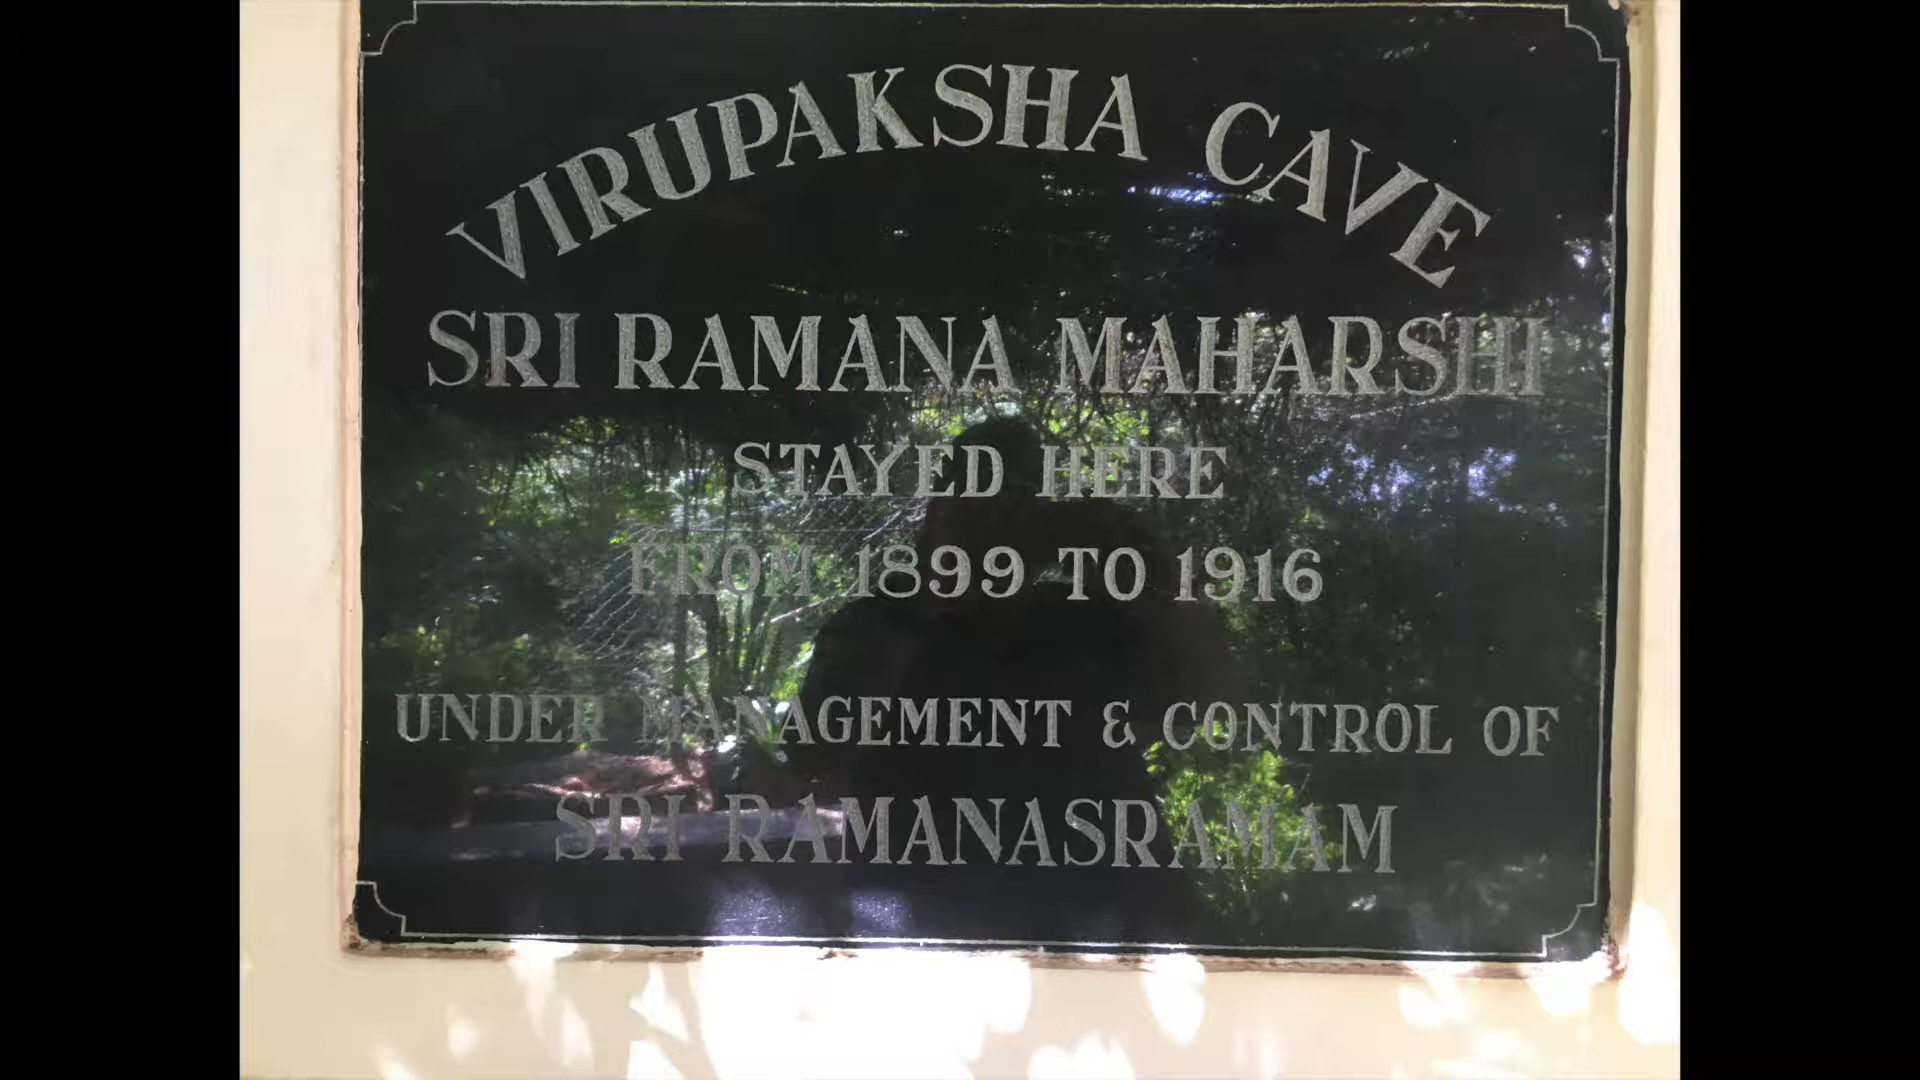 VIRUPAKSHA CAVE
SRI RAMANA MAHARSHI
STAYED HERE
FROM 1899 TO 1916
UNDER MANAGEMENT & CONTROL OF
SRI RAMANASRAMAM